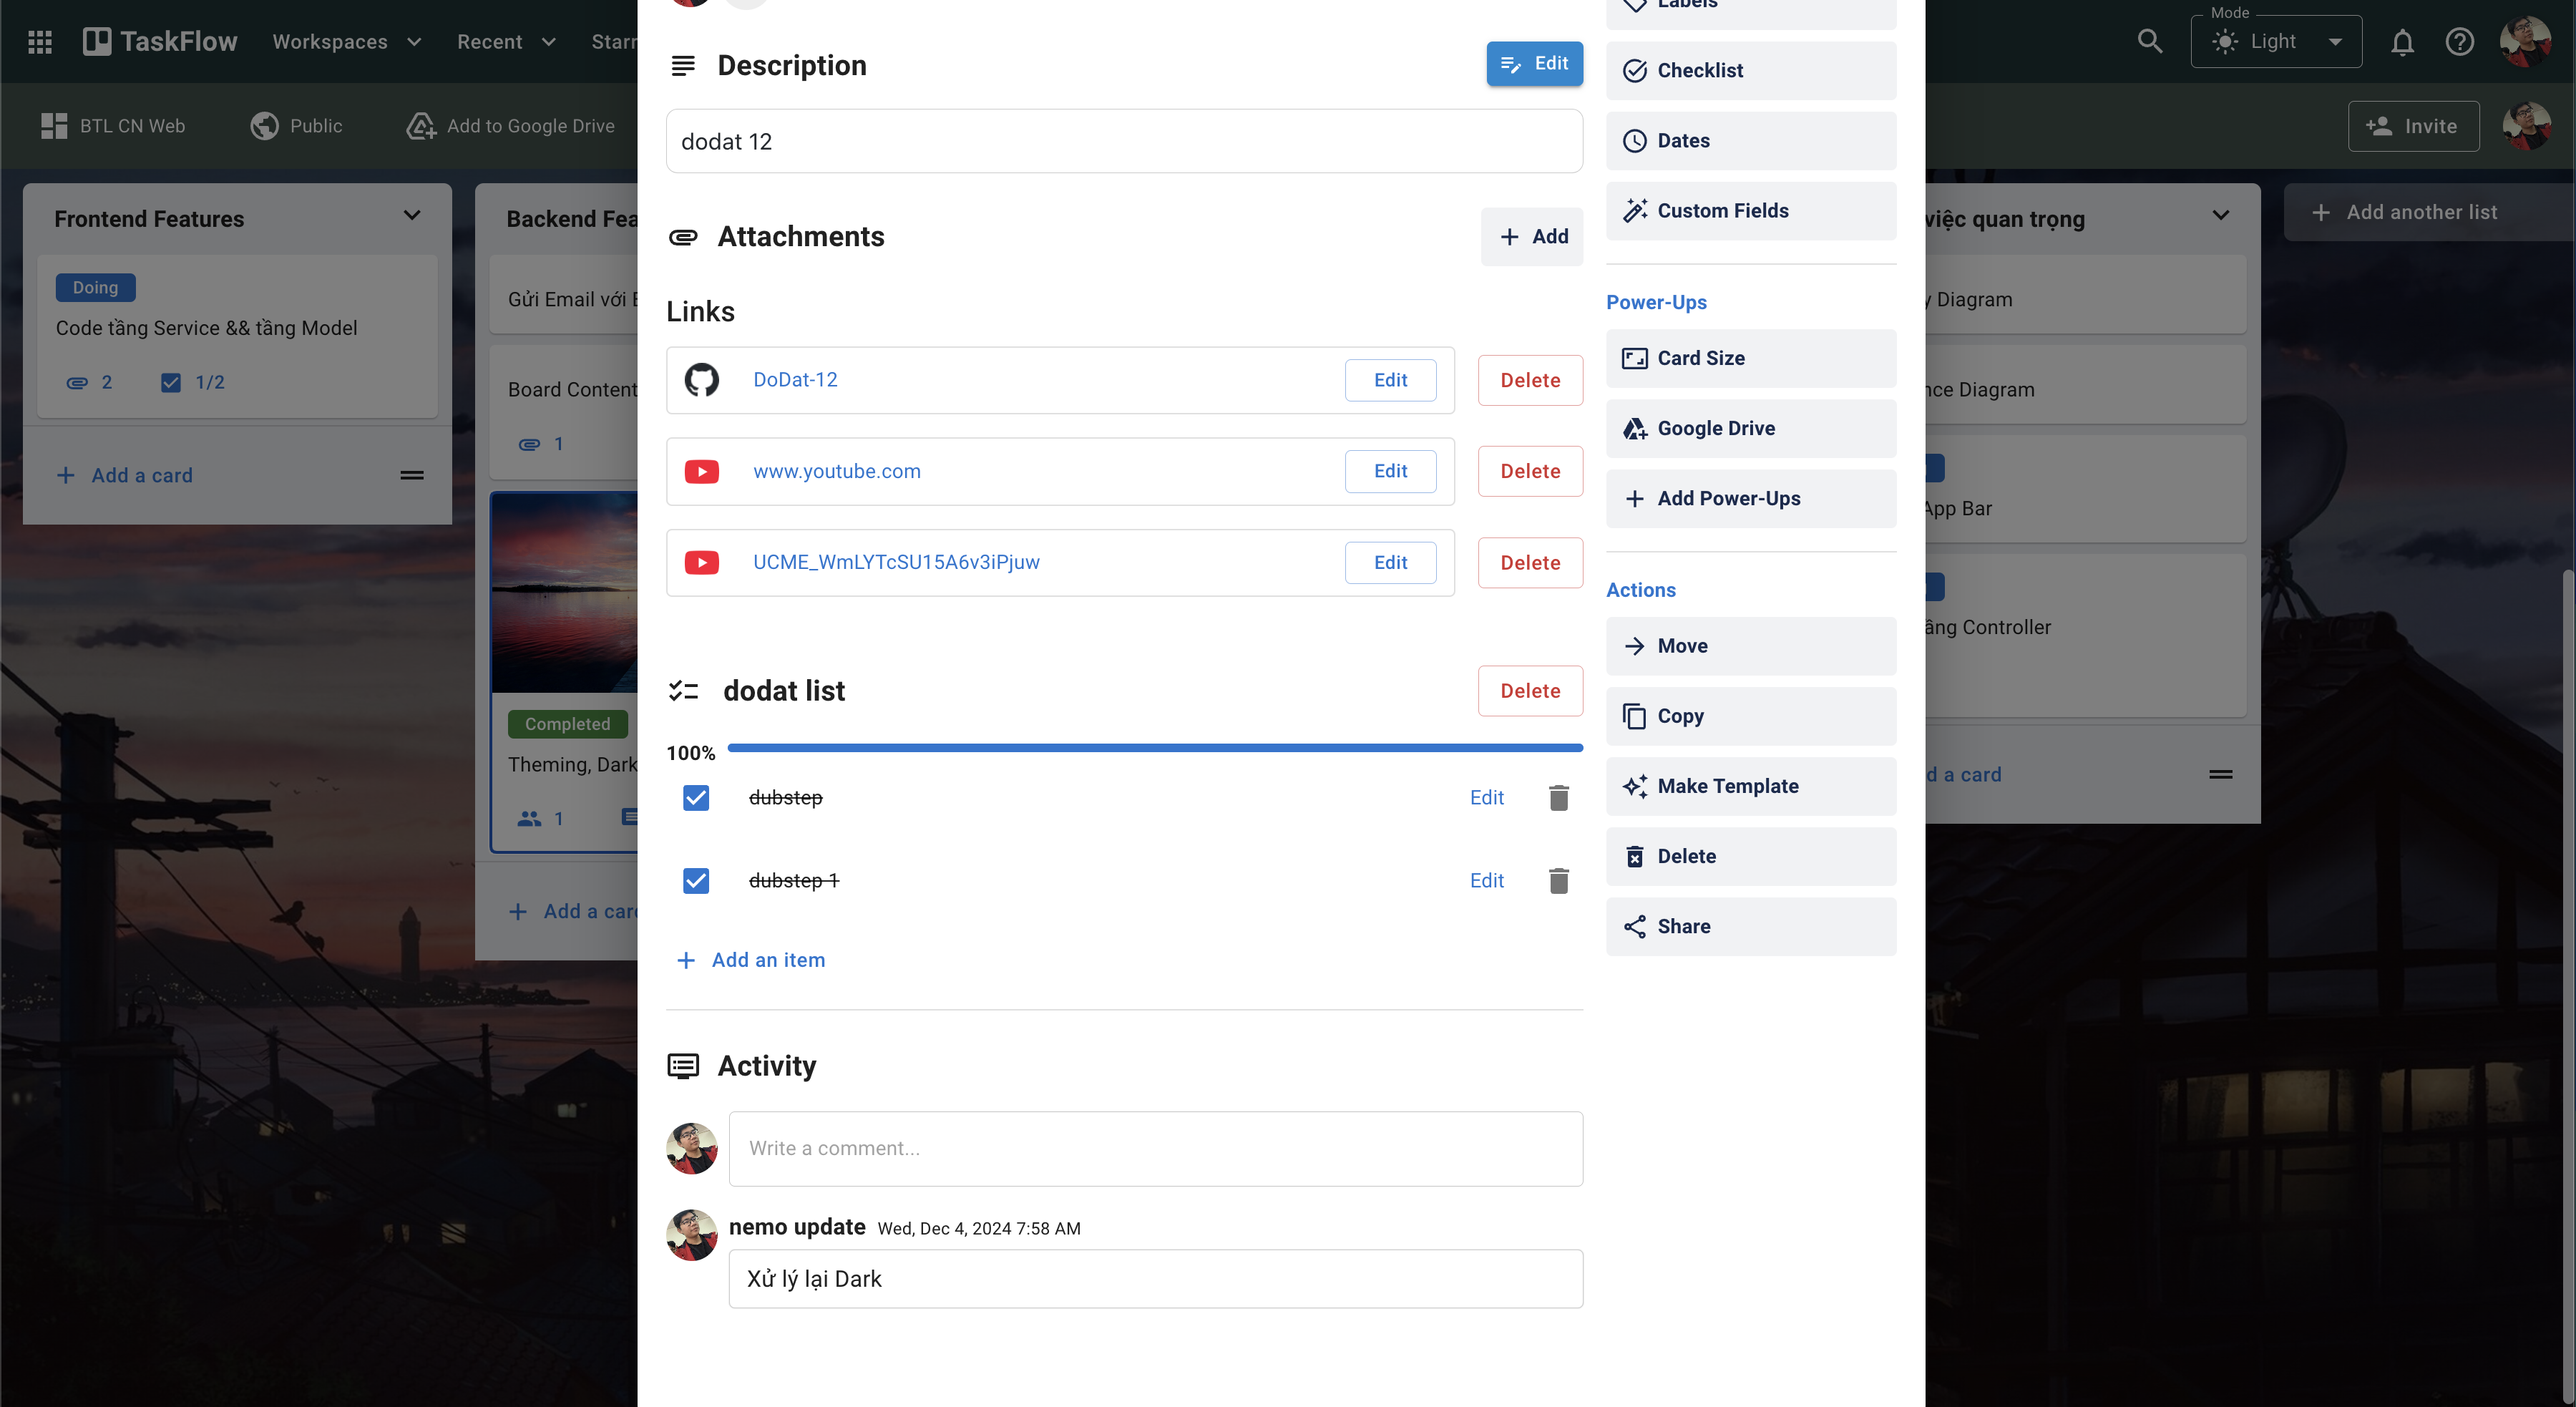 TaskFlow
Workspaces
Recent
Mode
Light
BTL CN Web
Public
Add to Google Drive
Invite
Frontend Features
Doing
Code tầng Service && tầng Model
2
1/2
Add a card
Backend
Gửi Email với
Board Content
1
Completed
Theming, Dark
1
Add a
Description
Edit
dodat 12
Attachments
Add
Links
DoDat-12
Edit
Delete
www.youtube.com
Edit
Delete
UCME_WmLYTcSU15A6v3iPjuw
Edit
Delete
dodat list
Delete
100%
dubstep
Edit
dubstep 1
Edit
Add an item
Activity
Write a comment...
nemo update Wed, Dec 4, 2024 7:58 AM
Xử lý lại Dark
Labels
Checklist
Dates
Custom Fields
Power-Ups
Card Size
Google Drive
Add Power-Ups
Actions
Move
Copy
Make Template
Delete
Share
việc quan trọng
Diagram
Diagram
App Bar
Controller
a card
Add another list